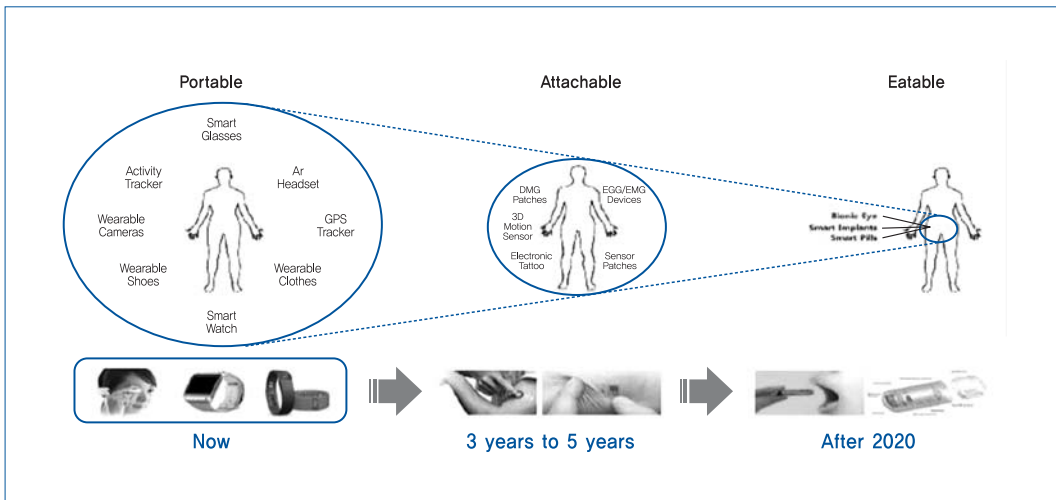 Portable
Attachable
Eatable
Smart
Glasses
Activity
Tracker
Ar
Headset
Wearable
Cameras
GPS
Tracker
Wearable
Shoes
Wearable
Clothes
Smart
Watch
DMG
Patches
EGG/EMG
Devices
3D
Motion
Sensor
Electronic
Tattoo
Sensor
Patches
Bionic Eye
Smart Implants
Smart Pills
Now
3 years to 5 years
After 2020